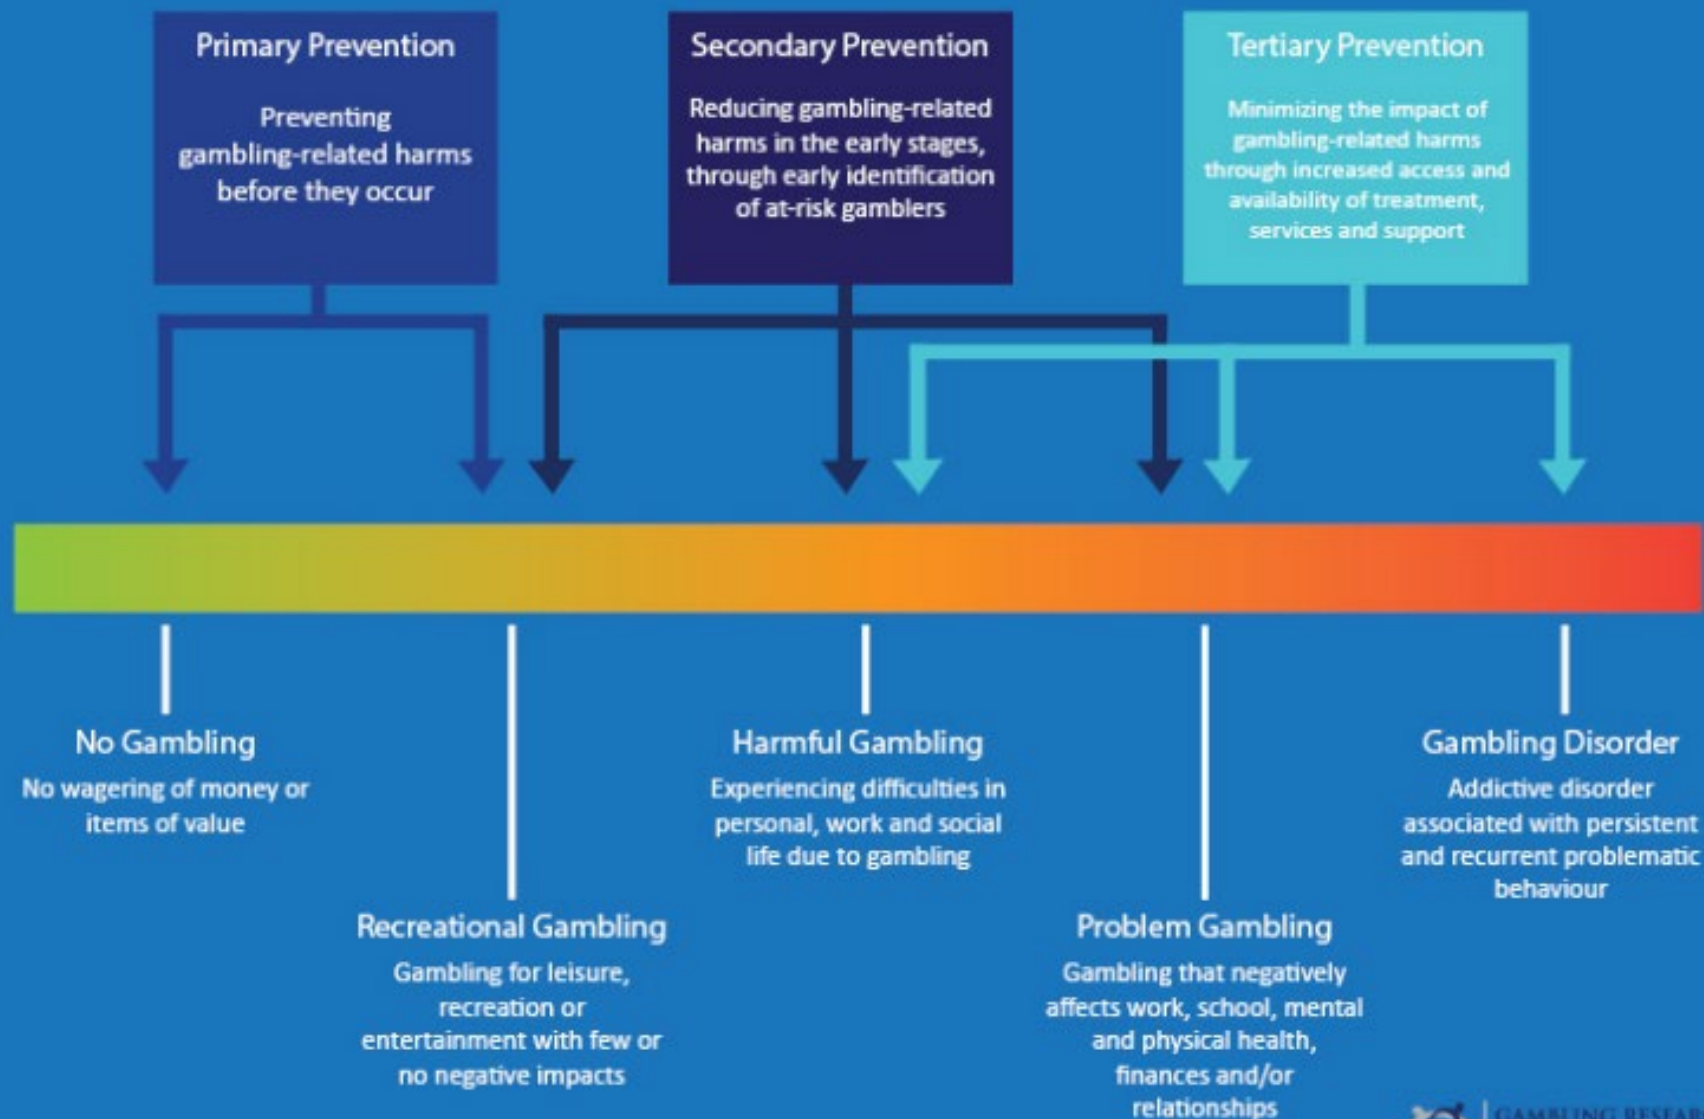 Primary Prevention
Preventing
gambling-related harms
before they occur
Secondary Prevention
Reducing gambling-related
harms in the early stages,
through early identification
of at-risk gamblers
Tertiary Prevention
Minimizing the impact of
gambling-related harms
through increased access and
availability of treatment,
services and support
No Gambling
No wagering of money or
items of value
Recreational Gambling
Gambling for leisure,
recreation or
entertainment with few or
no negative impacts
Harmful Gambling
Experiencing difficulties in
personal, work and social
life due to gambling
Problem Gambling
Gambling that negatively
affects work, school, mental
and physical health,
finances and/or
relationships
Gambling Disorder
Addictive disorder
associated with persistent
and recurrent problematic
behaviour
GAMBLING